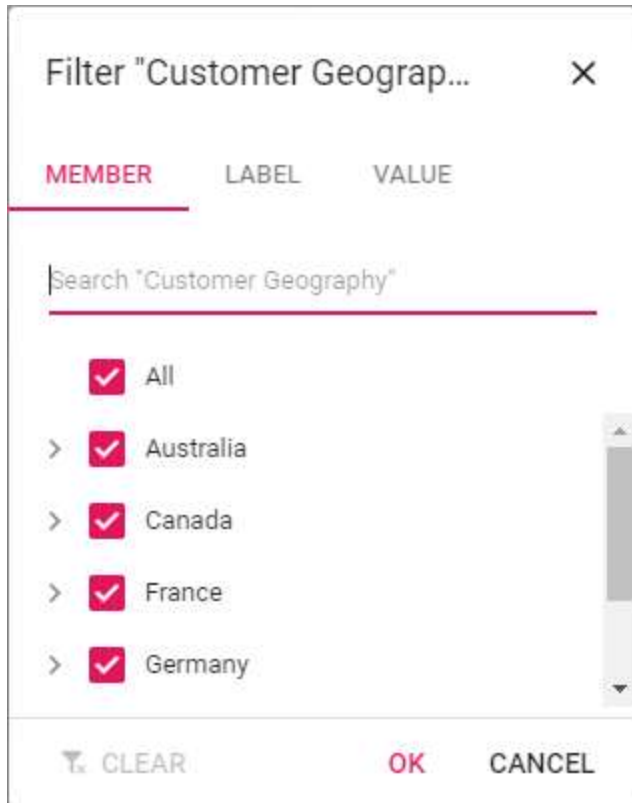 Filter "Customer Geograp...
MEMBER LABEL VALUE
Search "Customer Geography"
All
Australia
Canada
France
Germany
CLEAR OK CANCEL